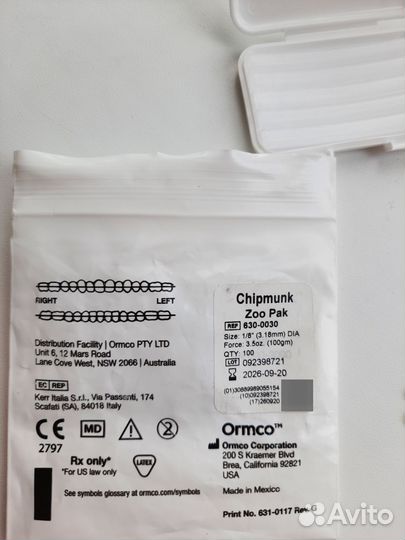 RIGHT LEFT
Distribution Facility | Ormco PTY LTD
Unit 6, 12 Mars Road
Lane Cove West, NSW 2066 | Australia
EC REP
Kerr Italia S.r.l., Via Passanti, 174
Scafati (SA), 84018 Italy
CE MD
2797
Rx only*
*For US law only
LATEX
See symbols glossary at ormco.com/symbols
Chipmunk
Zoo Pak
REF 630-0030
Size: 1/8" (3.18mm) DIA
Force: 3.5oz. (100gm)
QTY: 100
LOT 092398721
2026-09-20
(01)30889989055154
(10)092398721
(17)260920
Ormco™
Ormco Corporation
200 S Kraemer Blvd
Brea, California 92821
USA
Made in Mexico
Print No. 631-0117 Rev. G
Avito